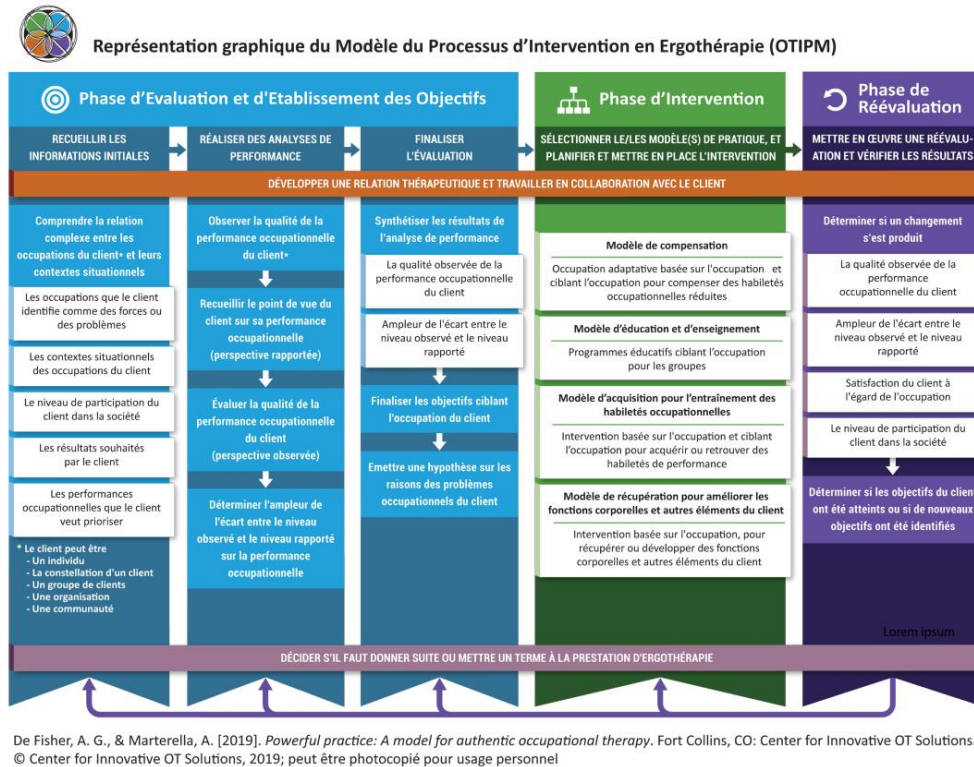 Représentation graphique du Modèle du Processus d'Intervention en Ergothérapie (OTIPM)
Phase d'Evaluation et d'Etablissement des Objectifs
RECUEILLIR LES
INFORMATIONS INITIALES
RÉALISER DES ANALYSES DE
PERFORMANCE
FINALISER
L'ÉVALUATION
Phase d'Intervention
SÉLECTIONNER LE/LES MODÈLE(S) DE PRATIQUE, ET
PLANIFIER ET METTRE EN PLACE L'INTERVENTION
Phase de
Réévaluation
METTRE EN ŒUVRE UNE RÉÉVALU-
ATION ET VÉRIFIER LES RÉSULTATS
DÉVELOPPER UNE RELATION THÉRAPEUTIQUE ET TRAVAILLER EN COLLABORATION AVEC LE CLIENT
Comprendre la relation
complexe entre les
occupations du client* et leurs
contextes situationnels
Les occupations que le client
identifie comme des forces ou
des problèmes
Les contextes situationnels
des occupations du client
Le niveau de participation du
client dans la société
Les résultats souhaités
par le client
Les performances
occupationnelles que le client
veut prioriser
* Le client peut être
- Un individu
- La constellation d'un client
- Un groupe de clients
- Une organisation
- Une communauté
Observer la qualité de la
performance occupationnelle
du client*
Recueillir le point de vue du
client sur sa performance
occupationnelle
(perspective rapportée)
Évaluer la qualité de la
performance occupationnelle
du client
(perspective observée)
Déterminer l'ampleur de
l'écart entre le niveau
observé et le niveau rapporté
sur la performance
occupationnelle
Synthétiser les résultats de
l'analyse de performance
La qualité observée de la
performance occupationnelle
du client
Ampleur de l'écart entre le
niveau observé et le niveau
rapporté
Finaliser les objectifs ciblant
l'occupation du client
Emettre une hypothèse sur les
raisons des problèmes
occupationnels du client
Modèle de compensation
Occupation adaptative basée sur l'occupation et
ciblant l'occupation pour compenser des habiletés
occupationnelles réduites
Modèle d'éducation et d'enseignement
Programmes éducatifs ciblant l'occupation
pour les groupes
Modèle d'acquisition pour l'entraînement des
habiletés occupationnelles
Intervention basée sur l'occupation et ciblant
l'occupation pour acquérir ou retrouver des
habiletés de performance
Modèle de récupération pour améliorer les
fonctions corporelles et autres éléments du client
Intervention basée sur l'occupation, pour
récupérer ou développer des fonctions
corporelles et autres éléments du client
Déterminer si un changement
s'est produit
La qualité observée de la
performance
occupationnelle du client
Ampleur de l'écart entre le
niveau observé et le niveau
rapporté
Satisfaction du client à
l'égard de l'occupation
Le niveau de participation du
client dans la société
Déterminer si les objectifs du client
ont été atteints ou si de nouveaux
objectifs ont été identifiés
Lorem ipsum
DÉCIDER S'IL FAUT DONNER SUITE OU METTRE UN TERME À LA PRESTATION D'ERGOTHÉRAPIE
De Fisher, A. G., & Marterella, A. [2019]. Powerful practice: A model for authentic occupational therapy. Fort Collins, CO: Center for Innovative OT Solutions.
© Center for Innovative OT Solutions, 2019; peut être photocopié pour usage personnel